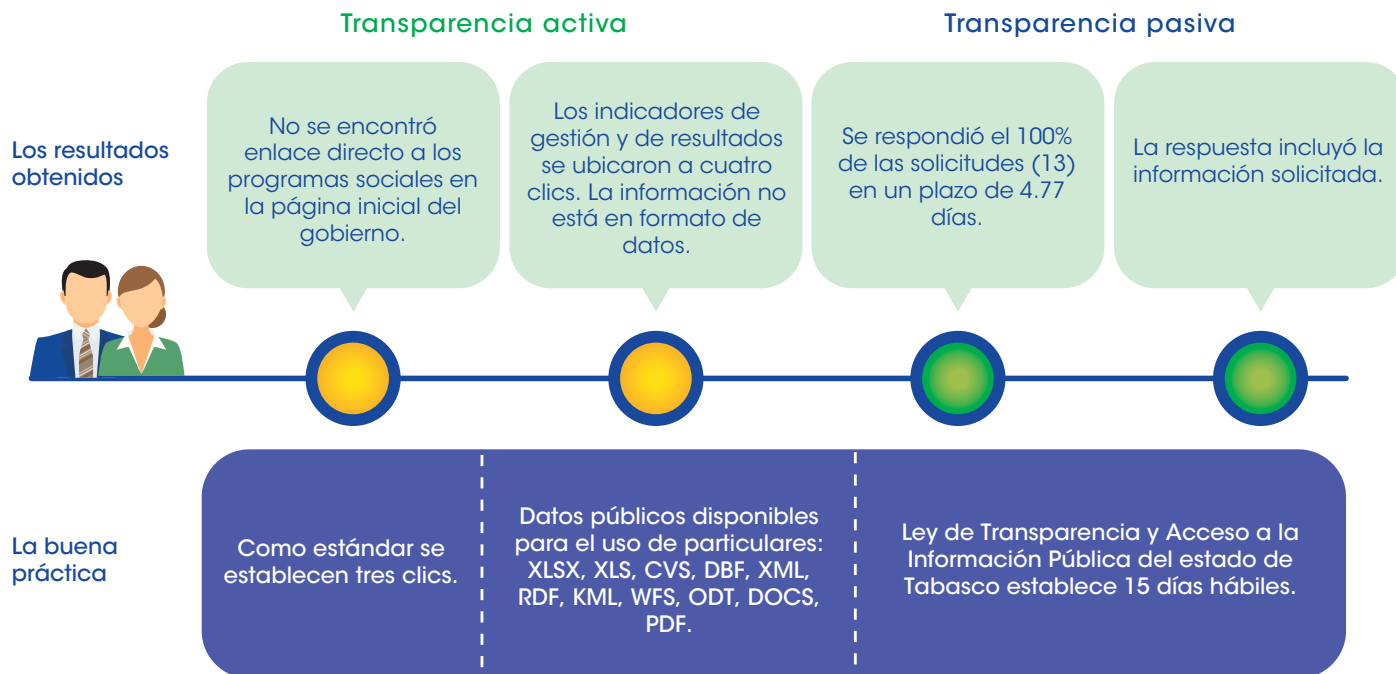 Transparencia activa
Transparencia pasiva
Los resultados
obtenidos
No se encontró
enlace directo a los
programas sociales en
la página inicial del
gobierno.
Los indicadores de
gestión y de resultados
se ubicaron a cuatro
clics. La información no
está en formato de
datos.
Se respondió el 100%
de las solicitudes (13)
en un plazo de 4.77
días.
La respuesta incluyó la
información solicitada.
La buena
práctica
Como estándar se
establecen tres clics.
Datos públicos disponibles
para el uso de particulares:
XLSX, XLS, CVS, DBF, XML,
RDF, KML, WFS, ODT, DOCS,
PDF.
Ley de Transparencia y Acceso a la
Información Pública del estado de
Tabasco establece 15 días hábiles.